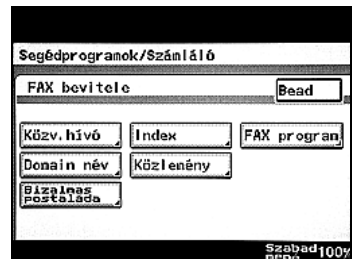 Segédprogramok/Számláló
FAX bevitele
Bead
Közv.hívó
Index
FAX program
Domain név
Közlemény
Bizalmas
postaláda
Szabad 100%